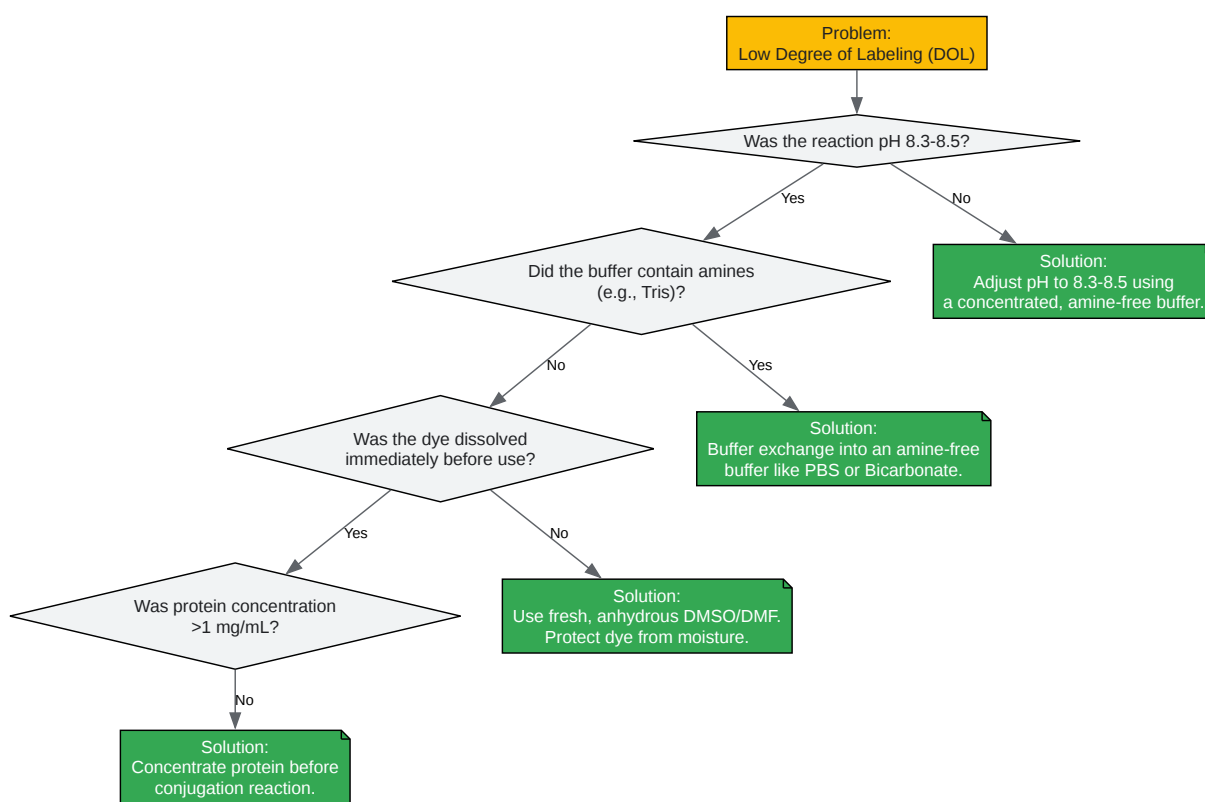 Problem:
Low Degree of Labeling (DOL)
Was the reaction pH 8.3-8.5?
Yes
No
Did the buffer contain amines
(e.g., Tris)?
Solution:
Adjust pH to 8.3-8.5 using
a concentrated, amine-free buffer.
No
Yes
Was the dye dissolved
immediately before use?
Solution:
Buffer exchange into an amine-free
buffer like PBS or Bicarbonate.
Yes
No
Was protein concentration
>1 mg/mL?
Solution:
Use fresh, anhydrous DMSO/DMF.
Protect dye from moisture.
No
Solution:
Concentrate protein before
conjugation reaction.